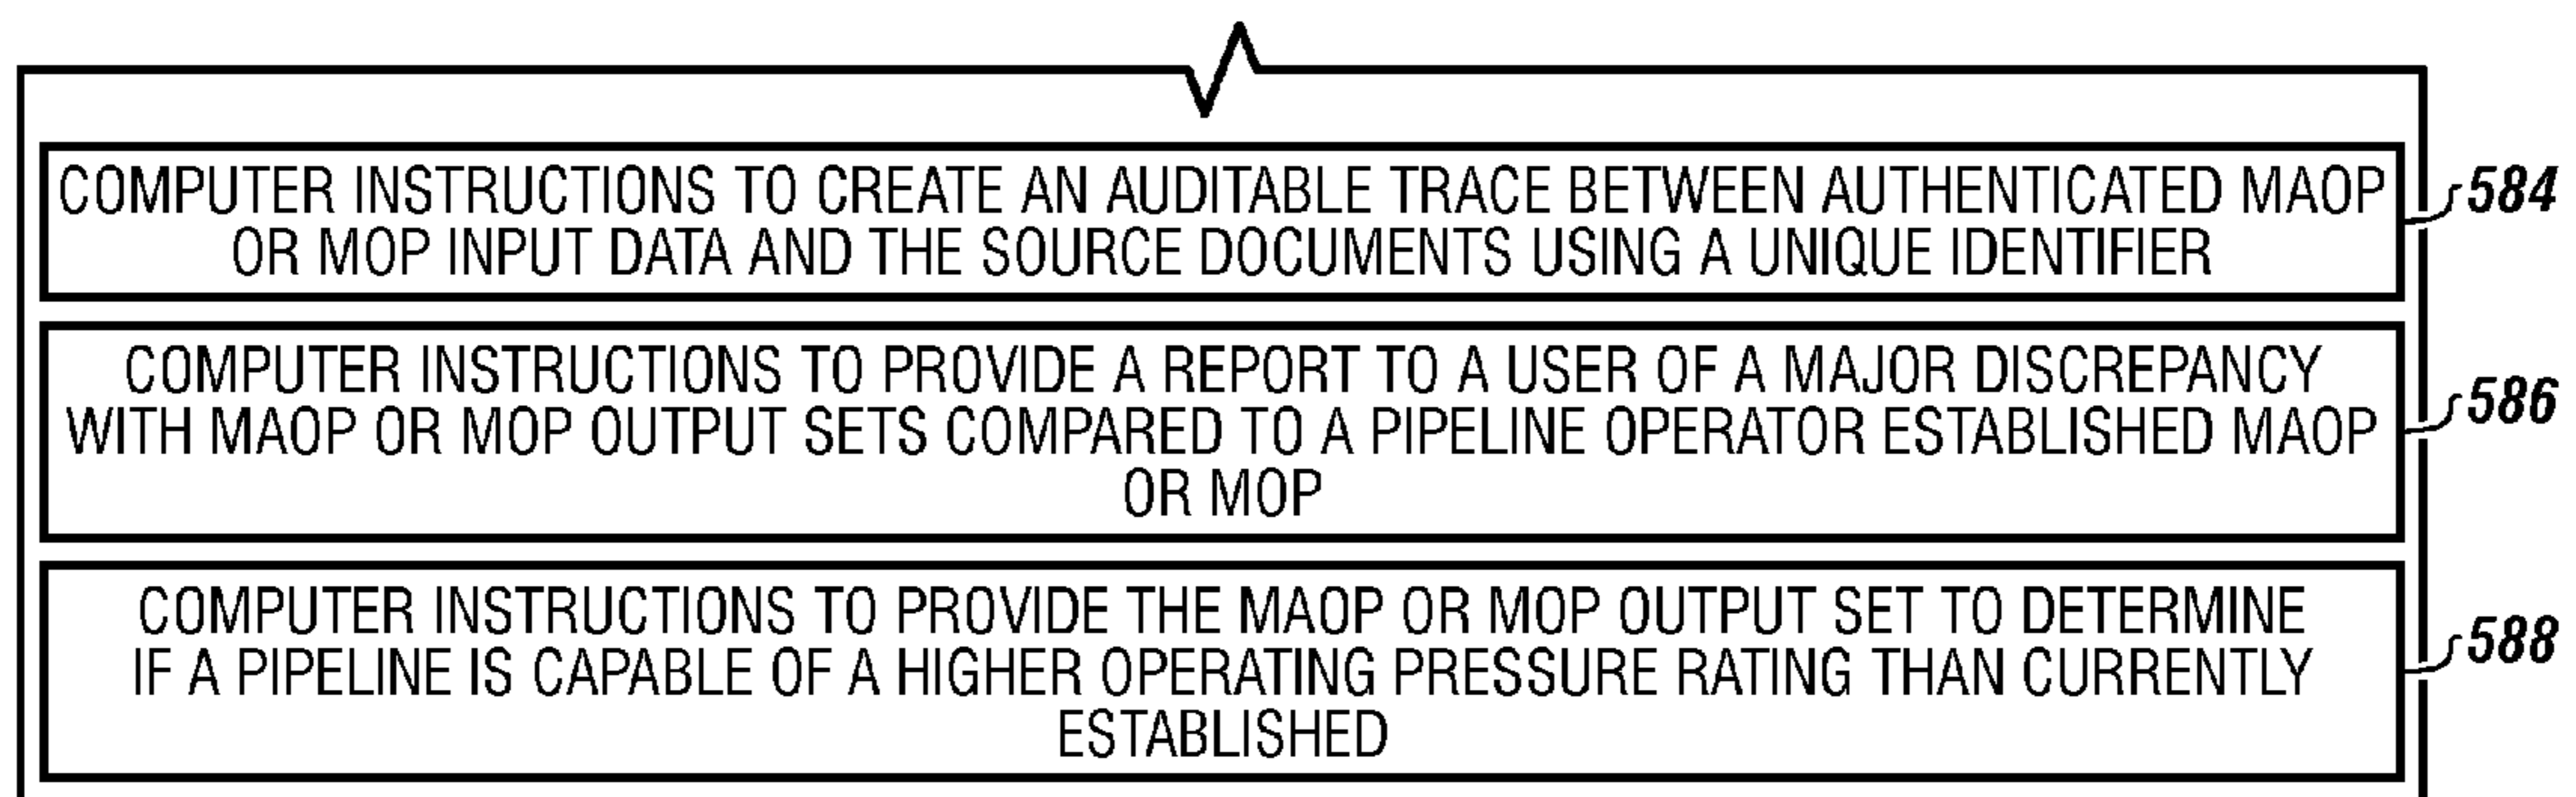 COMPUTER INSTRUCTIONS TO CREATE AN AUDITABLE TRACE BETWEEN AUTHENTICATED MAOP
OR MOP INPUT DATA AND THE SOURCE DOCUMENTS USING A UNIQUE IDENTIFIER
584
COMPUTER INSTRUCTIONS TO PROVIDE A REPORT TO A USER OF A MAJOR DISCREPANCY
WITH MAOP OR MOP OUTPUT SETS COMPARED TO A PIPELINE OPERATOR ESTABLISHED MAOP
OR MOP
586
COMPUTER INSTRUCTIONS TO PROVIDE THE MAOP OR MOP OUTPUT SET TO DETERMINE
IF A PIPELINE IS CAPABLE OF A HIGHER OPERATING PRESSURE RATING THAN CURRENTLY
ESTABLISHED
588